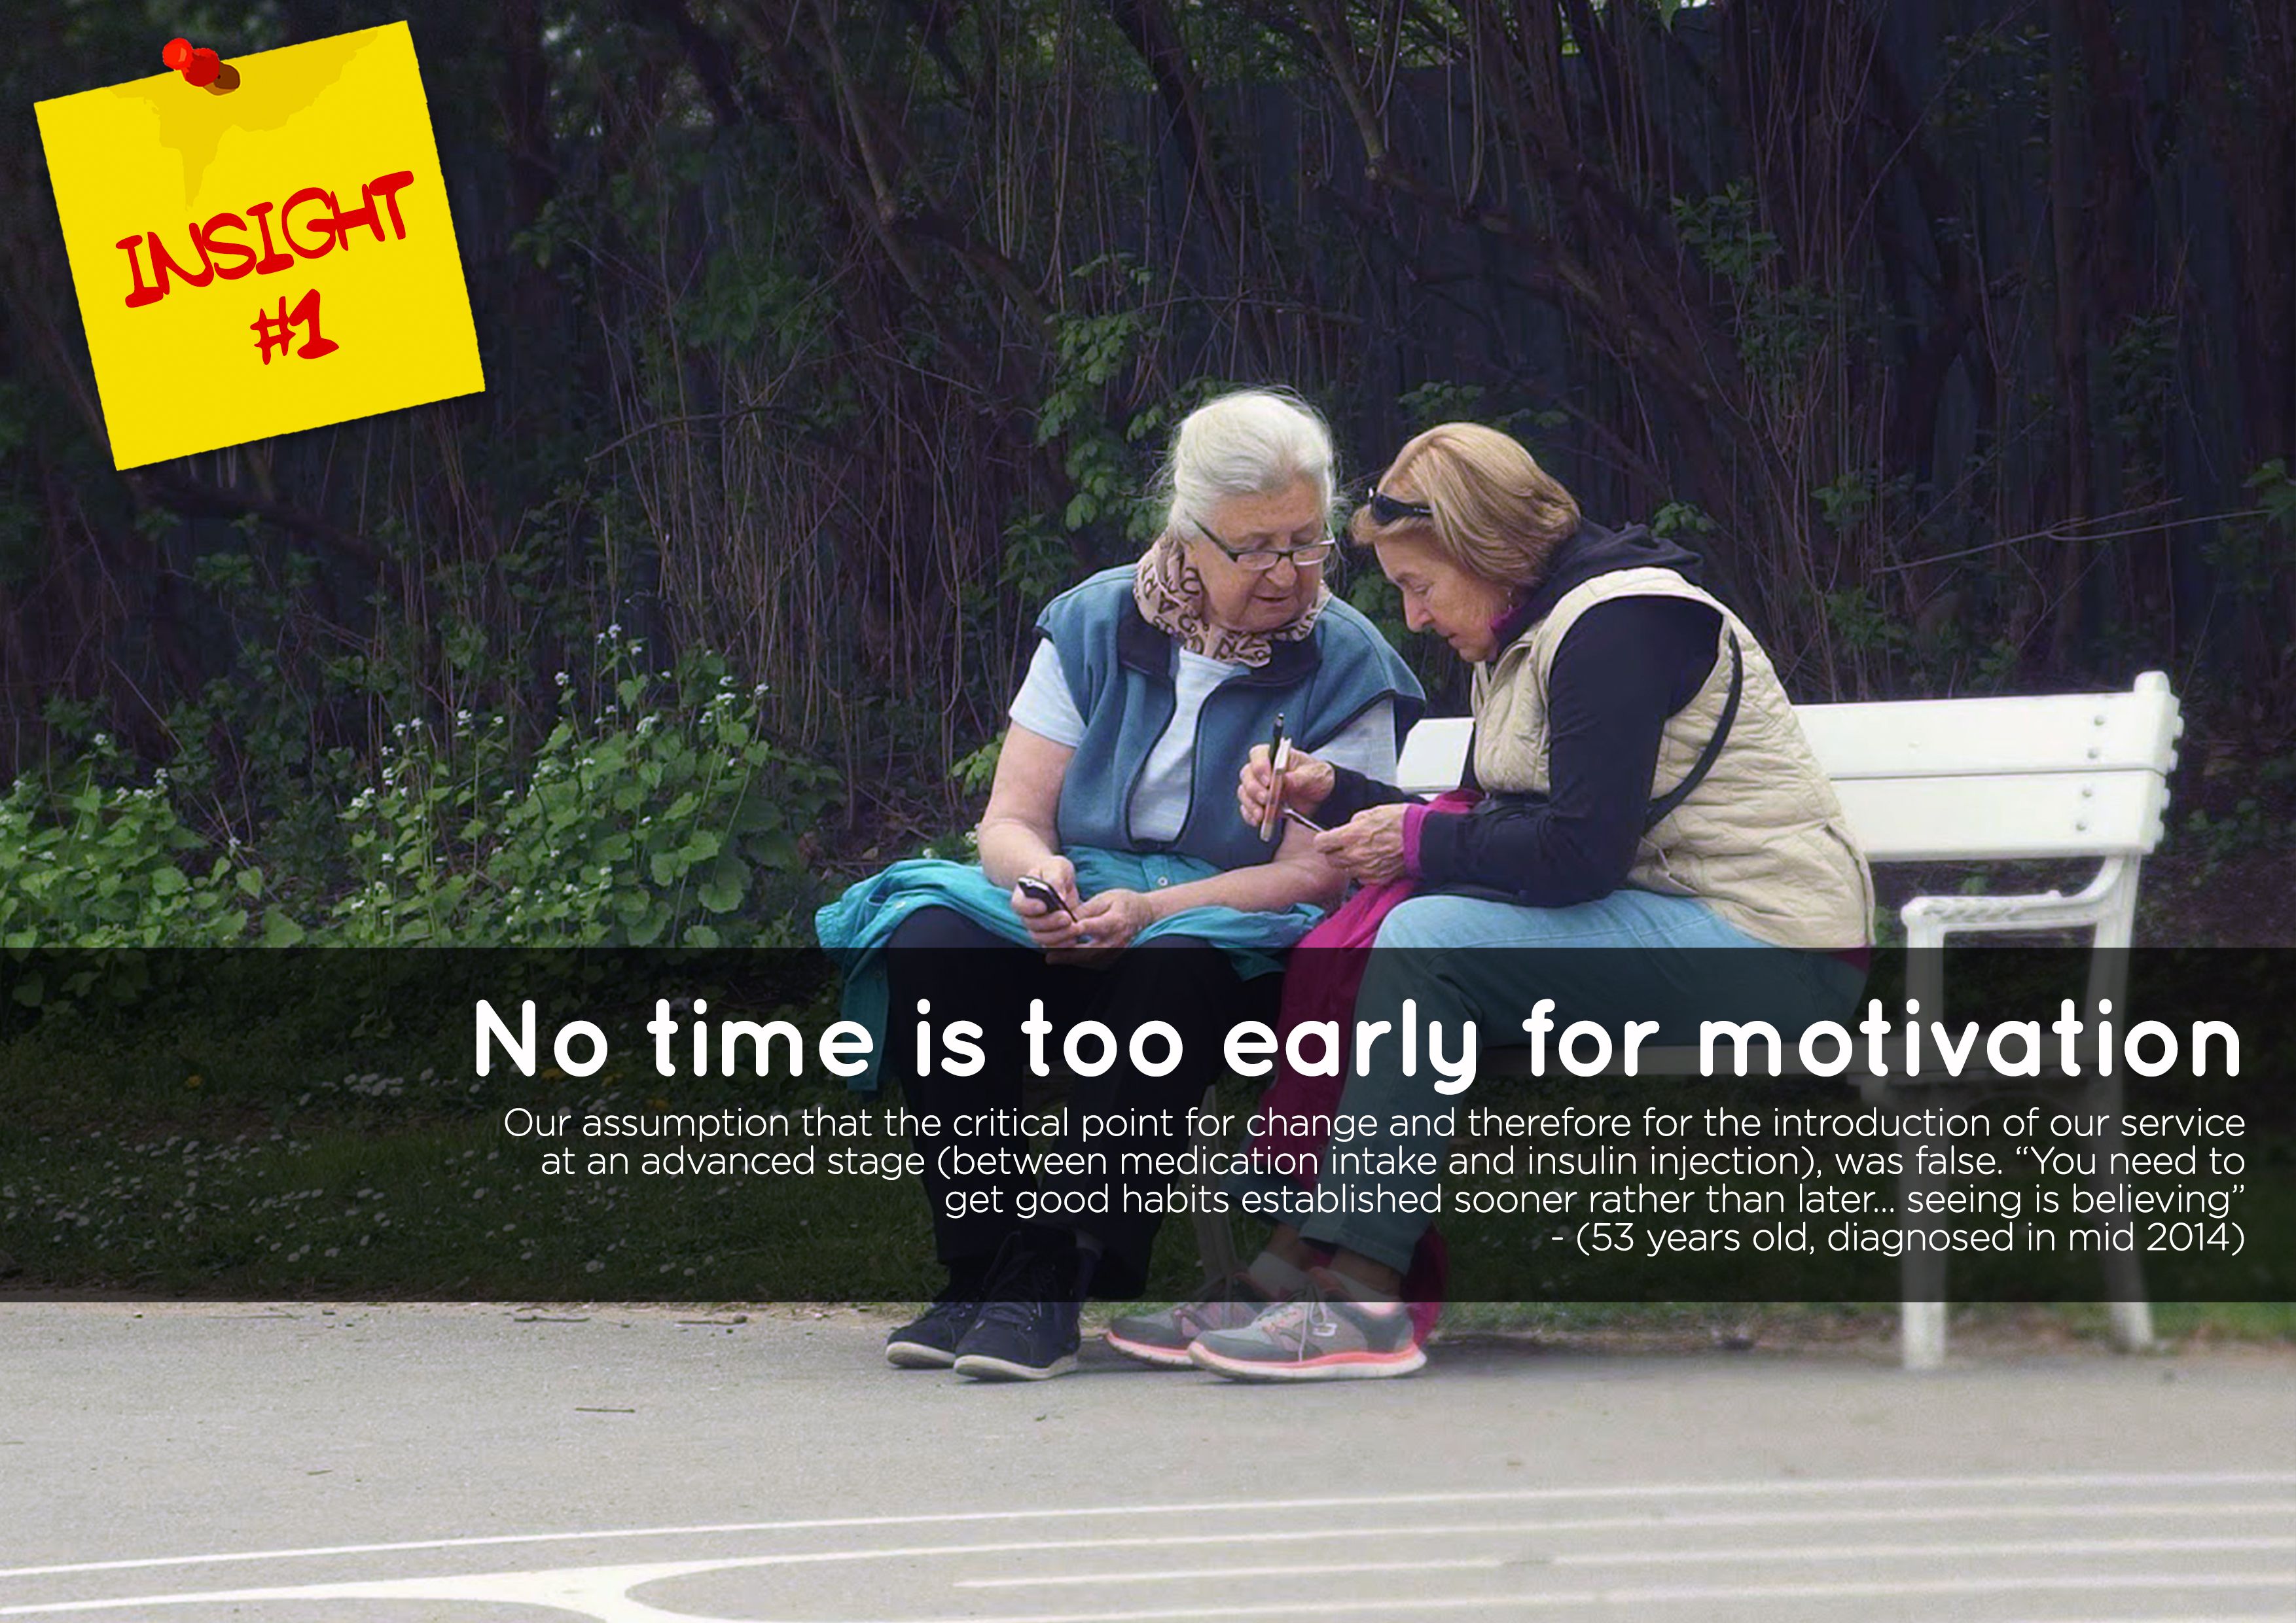 INSIGHT
#1
No time is too early for motivation
Our assumption that the critical point for change and therefore for the introduction of our service
at an advanced stage (between medication intake and insulin injection), was false. “You need to
get good habits established sooner rather than later... seeing is believing”
- (53 years old, diagnosed in mid 2014)